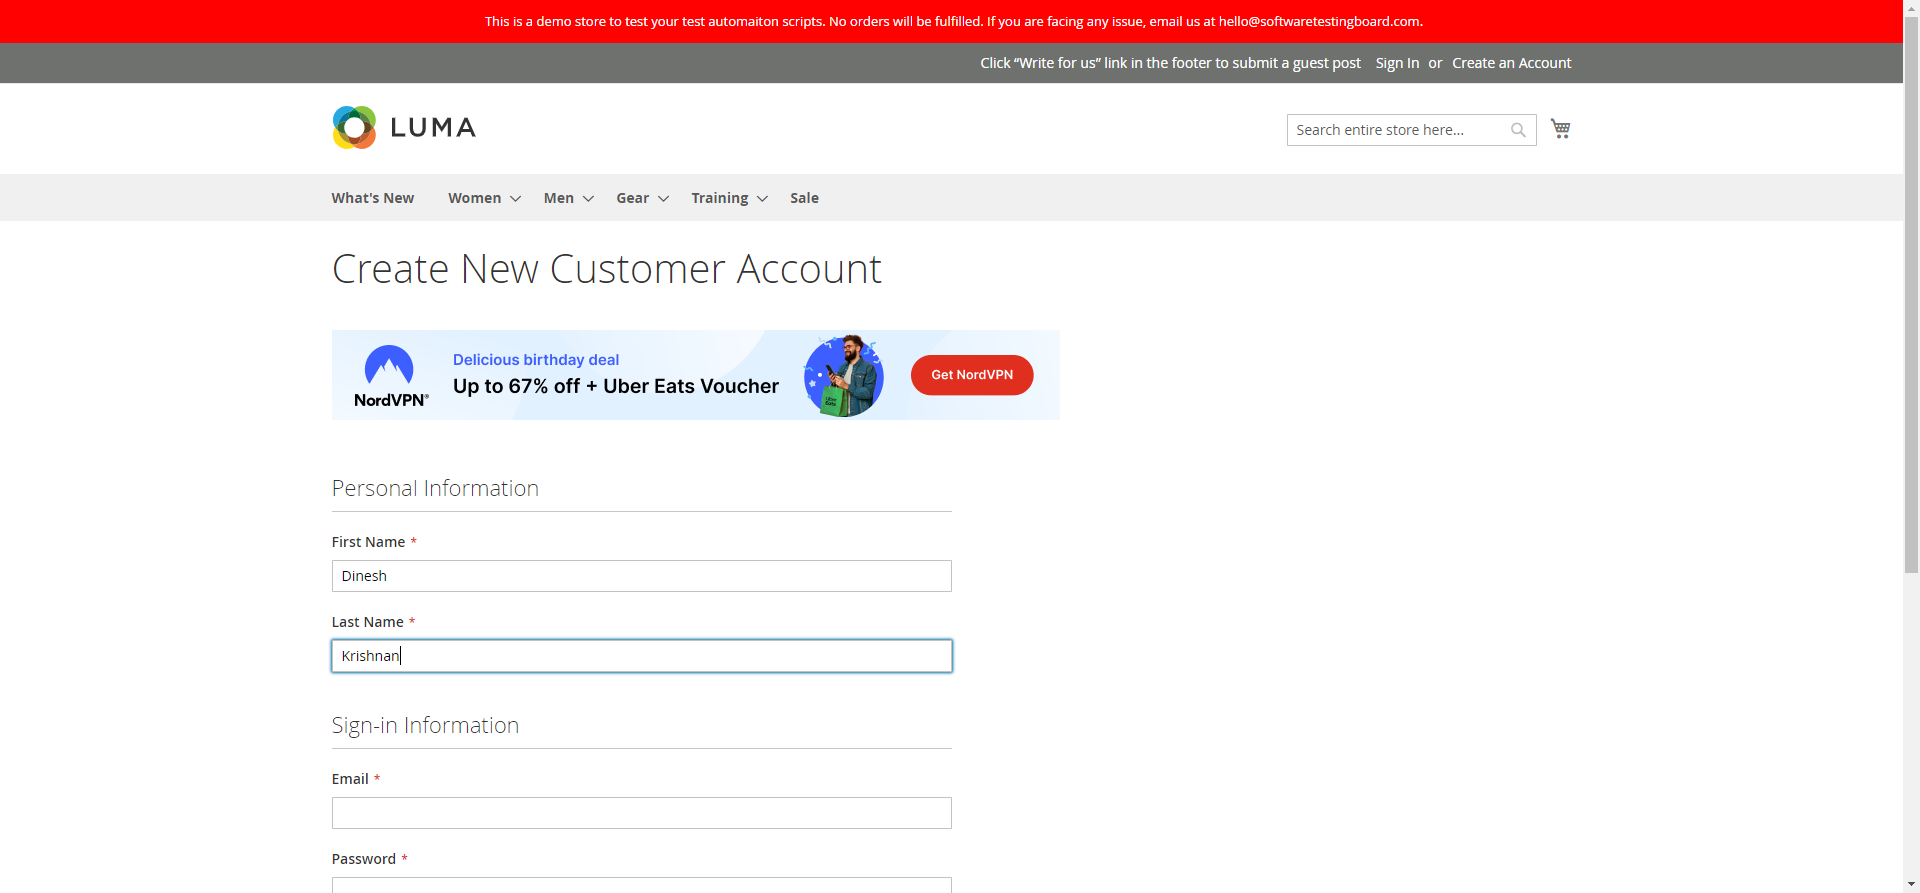 This is a demo store to test your test automaiton scripts. No orders will be fulfilled. If you are facing any issue, email us at hello@softwaretestingboard.com.
Click “Write for us” link in the footer to submit a guest post Sign In or Create an Account
LUMA
Search entire store here...
What's New Women Men Gear Training Sale
Create New Customer Account
Delicious birthday deal
Up to 67% off + Uber Eats Voucher
NordVPN®
Uber Eats
Get NordVPN
Personal Information
First Name *
Dinesh
Last Name *
Krishnan
Sign-in Information
Email *
Password *